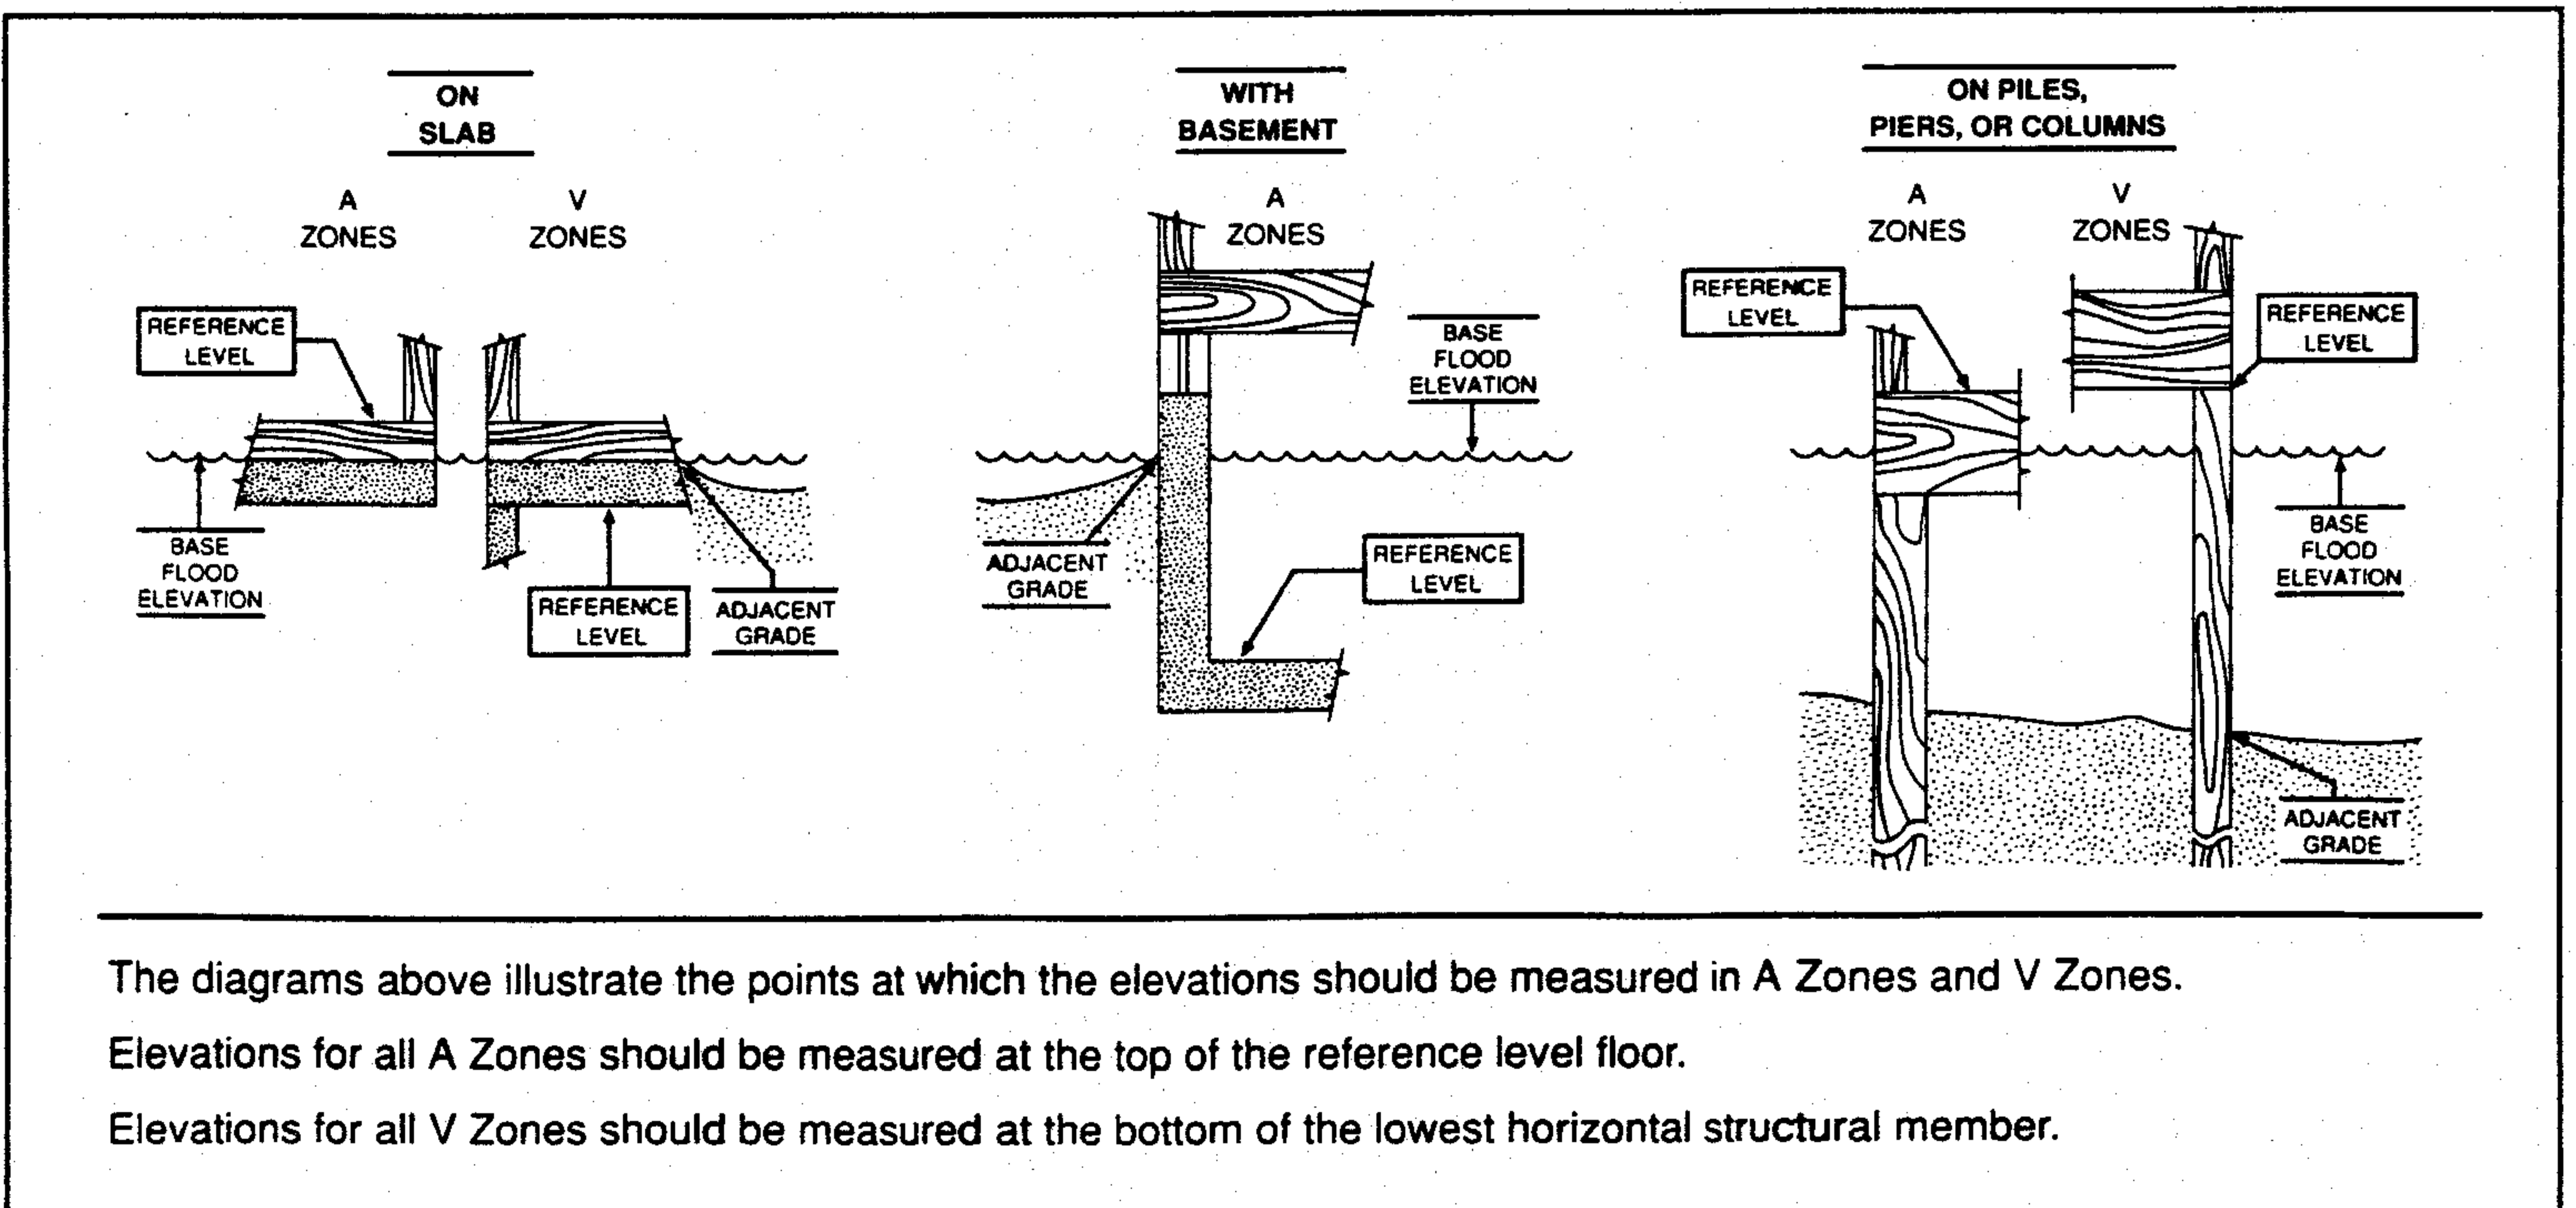 ON
SLAB
A
ZONES
V
ZONES
REFERENCE
LEVEL
BASE
FLOOD
ELEVATION
REFERENCE
LEVEL
ADJACENT
GRADE
WITH
BASEMENT
A
ZONES
BASE
FLOOD
ELEVATION
ADJACENT
GRADE
REFERENCE
LEVEL
ON PILES,
PIERS, OR COLUMNS
A
ZONES
V
ZONES
REFERENCE
LEVEL
REFERENCE
LEVEL
BASE
FLOOD
ELEVATION
ADJACENT
GRADE
The diagrams above illustrate the points at which the elevations should be measured in A Zones and V Zones.
Elevations for all A Zones should be measured at the top of the reference level floor.
Elevations for all V Zones should be measured at the bottom of the lowest horizontal structural member.